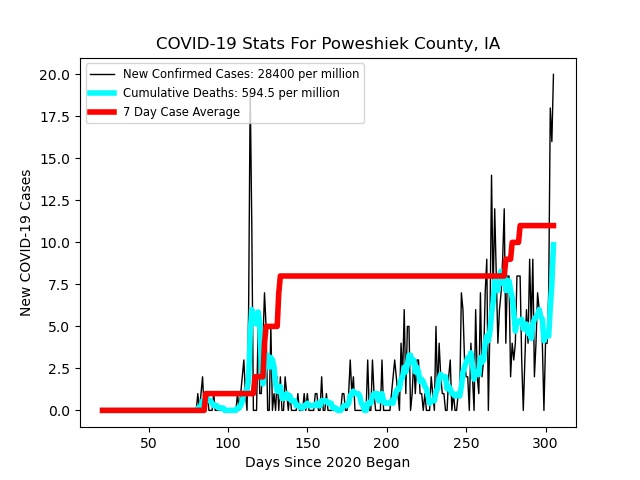 COVID-19 Stats For Poweshiek County, IA
New Confirmed Cases: 28400 per million
Cumulative Deaths: 594.5 per million
7 Day Case Average
20.0
17.5
15.0
12.5
10.0
7.5
5.0
2.5
0.0
New COVID-19 Cases
50 100 150 200 250 300
Days Since 2020 Began